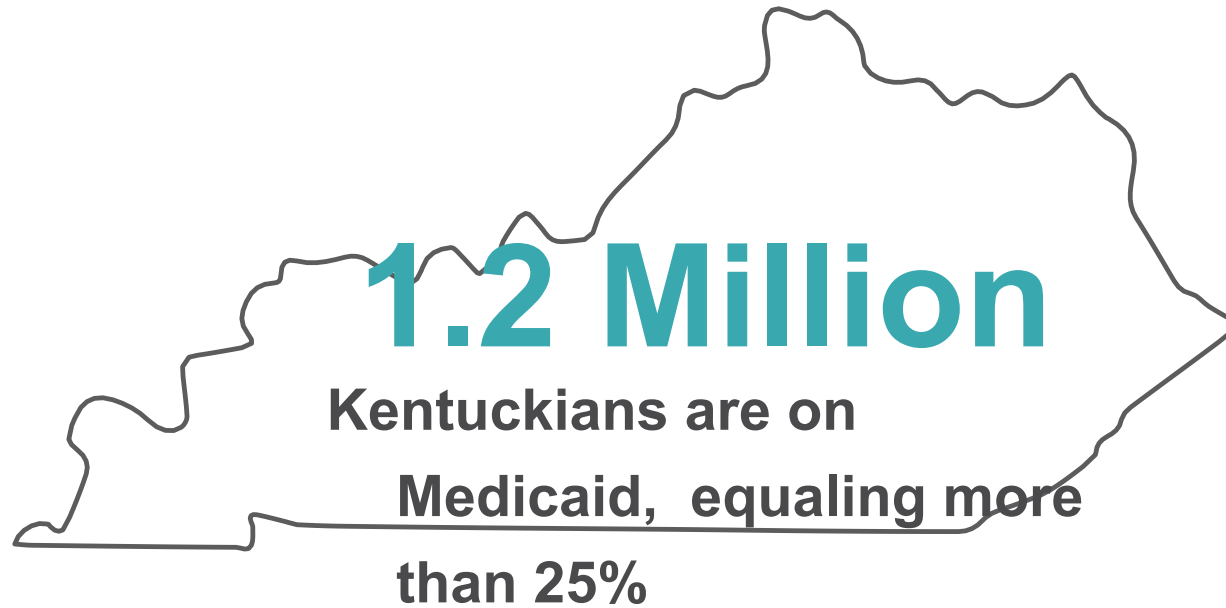 1.2 Million
Kentuckians are on
Medicaid, equaling more
than 25%